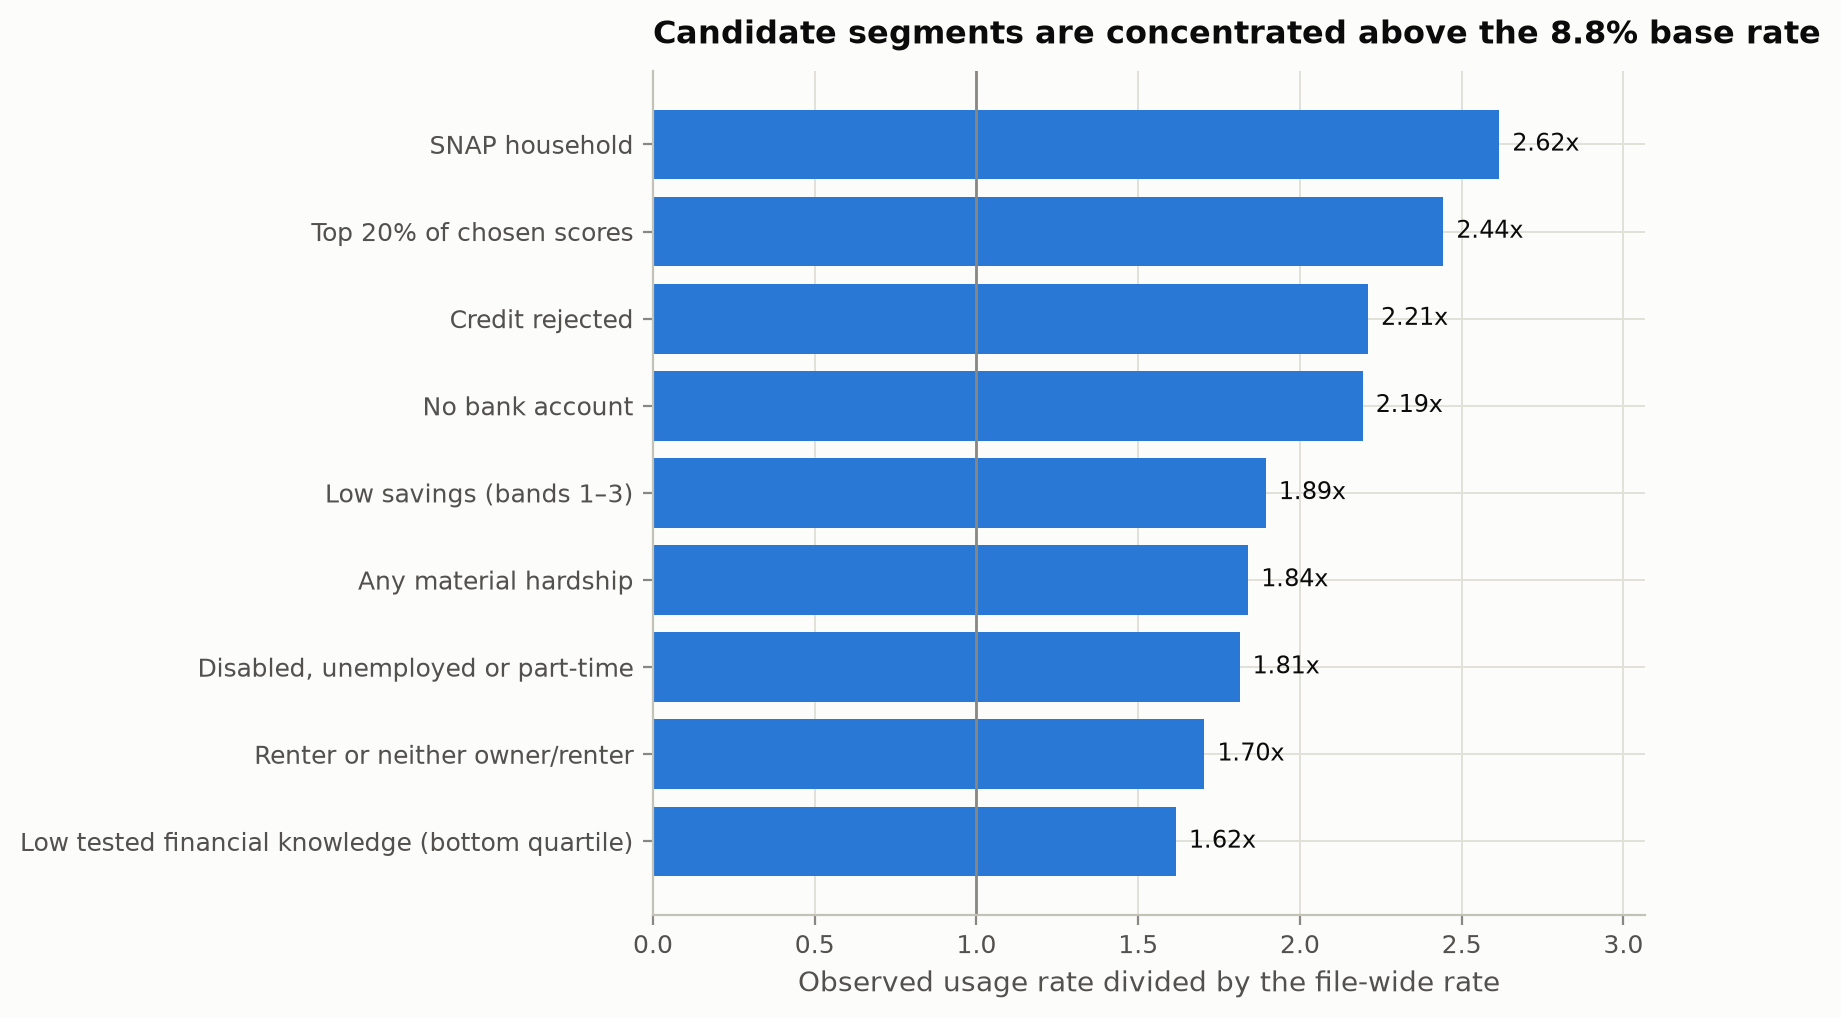 Candidate segments are concentrated above the 8.8% base rate
SNAP household 2.62x
Top 20% of chosen scores 2.44x
Credit rejected 2.21x
No bank account 2.19x
Low savings (bands 1–3) 1.89x
Any material hardship 1.84x
Disabled, unemployed or part-time 1.81x
Renter or neither owner/renter 1.70x
Low tested financial knowledge (bottom quartile) 1.62x
0.0 0.5 1.0 1.5 2.0 2.5 3.0
Observed usage rate divided by the file-wide rate